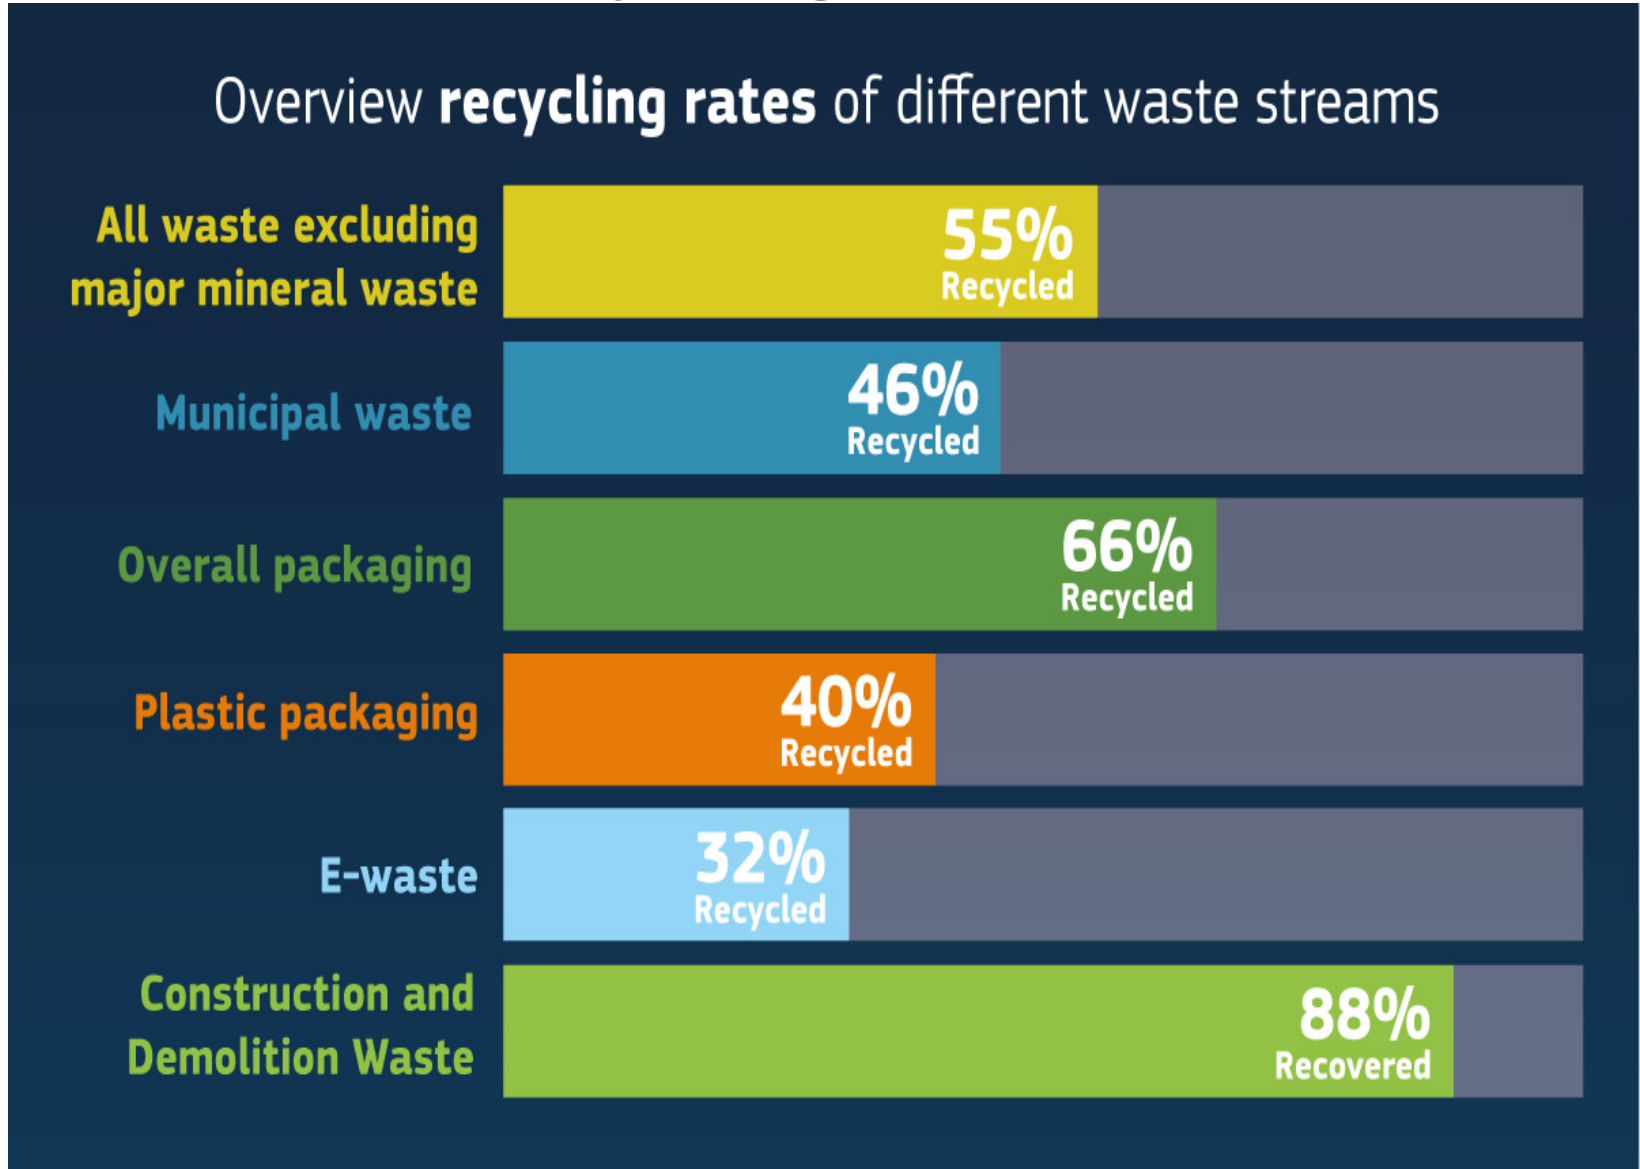 Overview recycling rates of different waste streams
All waste excluding
major mineral waste
55%
Recycled
Municipal waste
46%
Recycled
Overall packaging
66%
Recycled
Plastic packaging
40%
Recycled
E-waste
32%
Recycled
Construction and
Demolition Waste
88%
Recovered